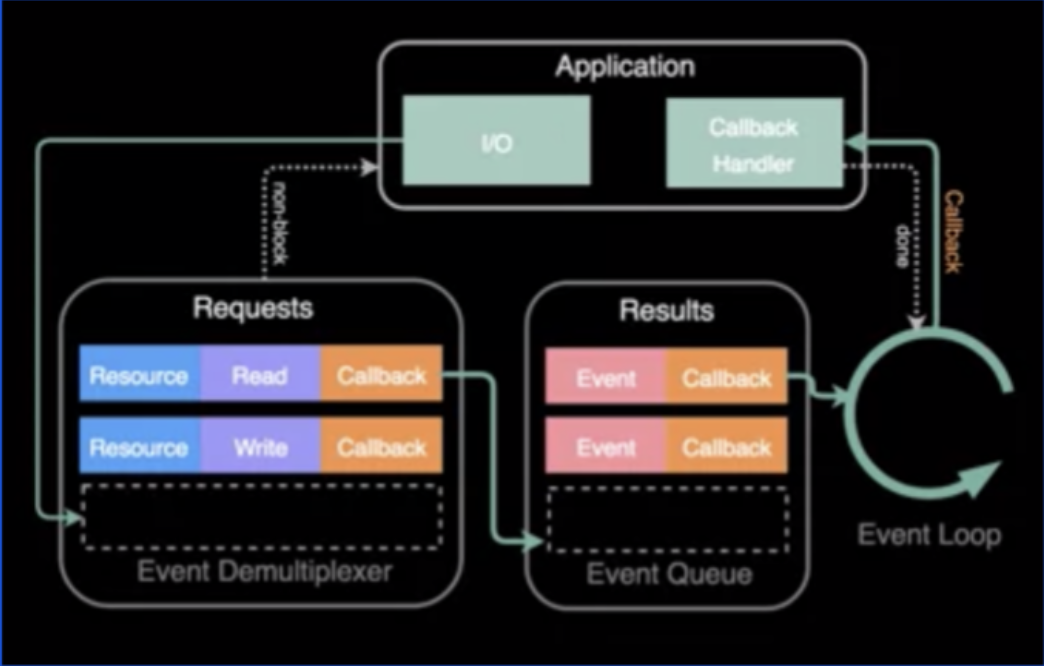 Application
I/O
Callback
Handler
non-block
done
Callback
Requests
Resource Read Callback
Resource Write Callback
Event Demultiplexer
Results
Event Callback
Event Callback
Event Queue
Event Loop